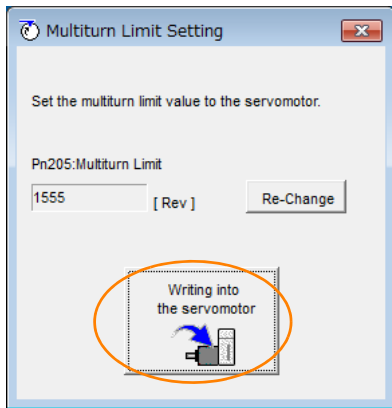 Multiturn Limit Setting
Set the multiturn limit value to the servomotor.
Pn205:Multiturn Limit
1555 [ Rev ] Re-Change
Writing into
the servomotor